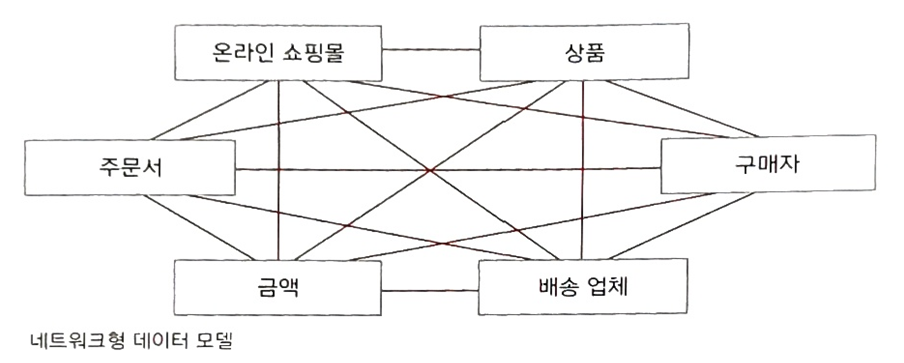 온라인 쇼핑몰
상품
주문서
구매자
금액
배송 업체
네트워크형 데이터 모델